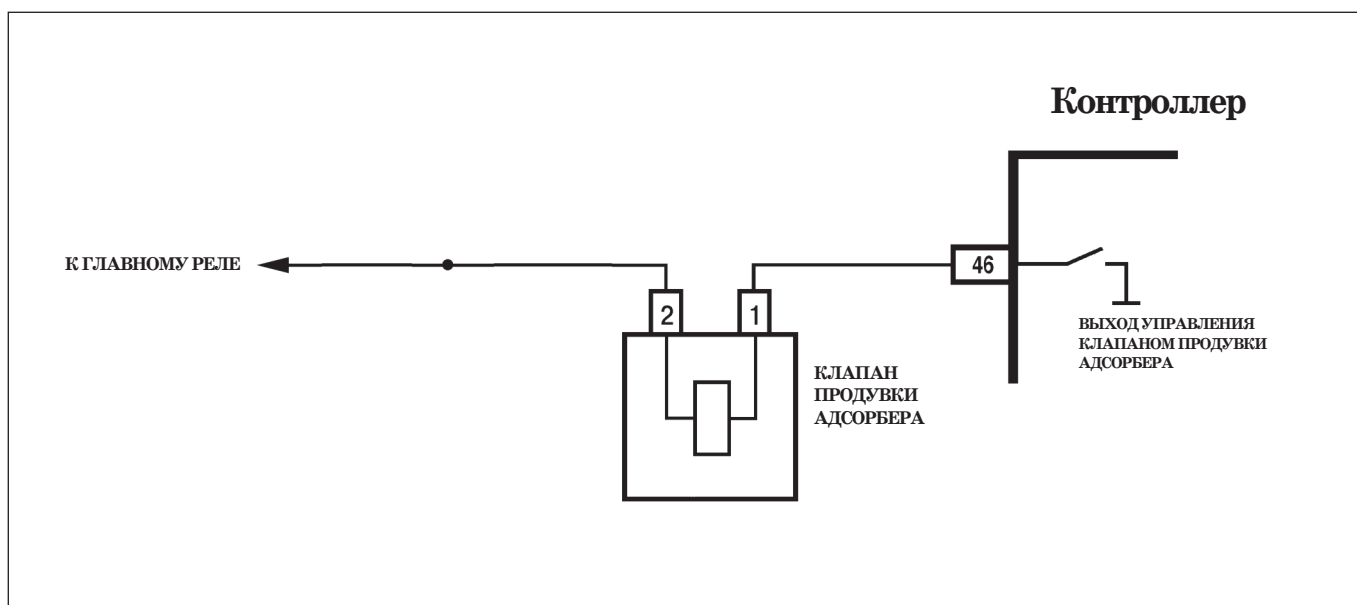 Контроллер
К ГЛАВНОМУ РЕЛЕ
46
2
1
ВЫХОД УПРАВЛЕНИЯ
КЛАПАНОМ ПРОДУВКИ
АДСОРБЕРА
КЛАПАН
ПРОДУВКИ
АДСОРБЕРА